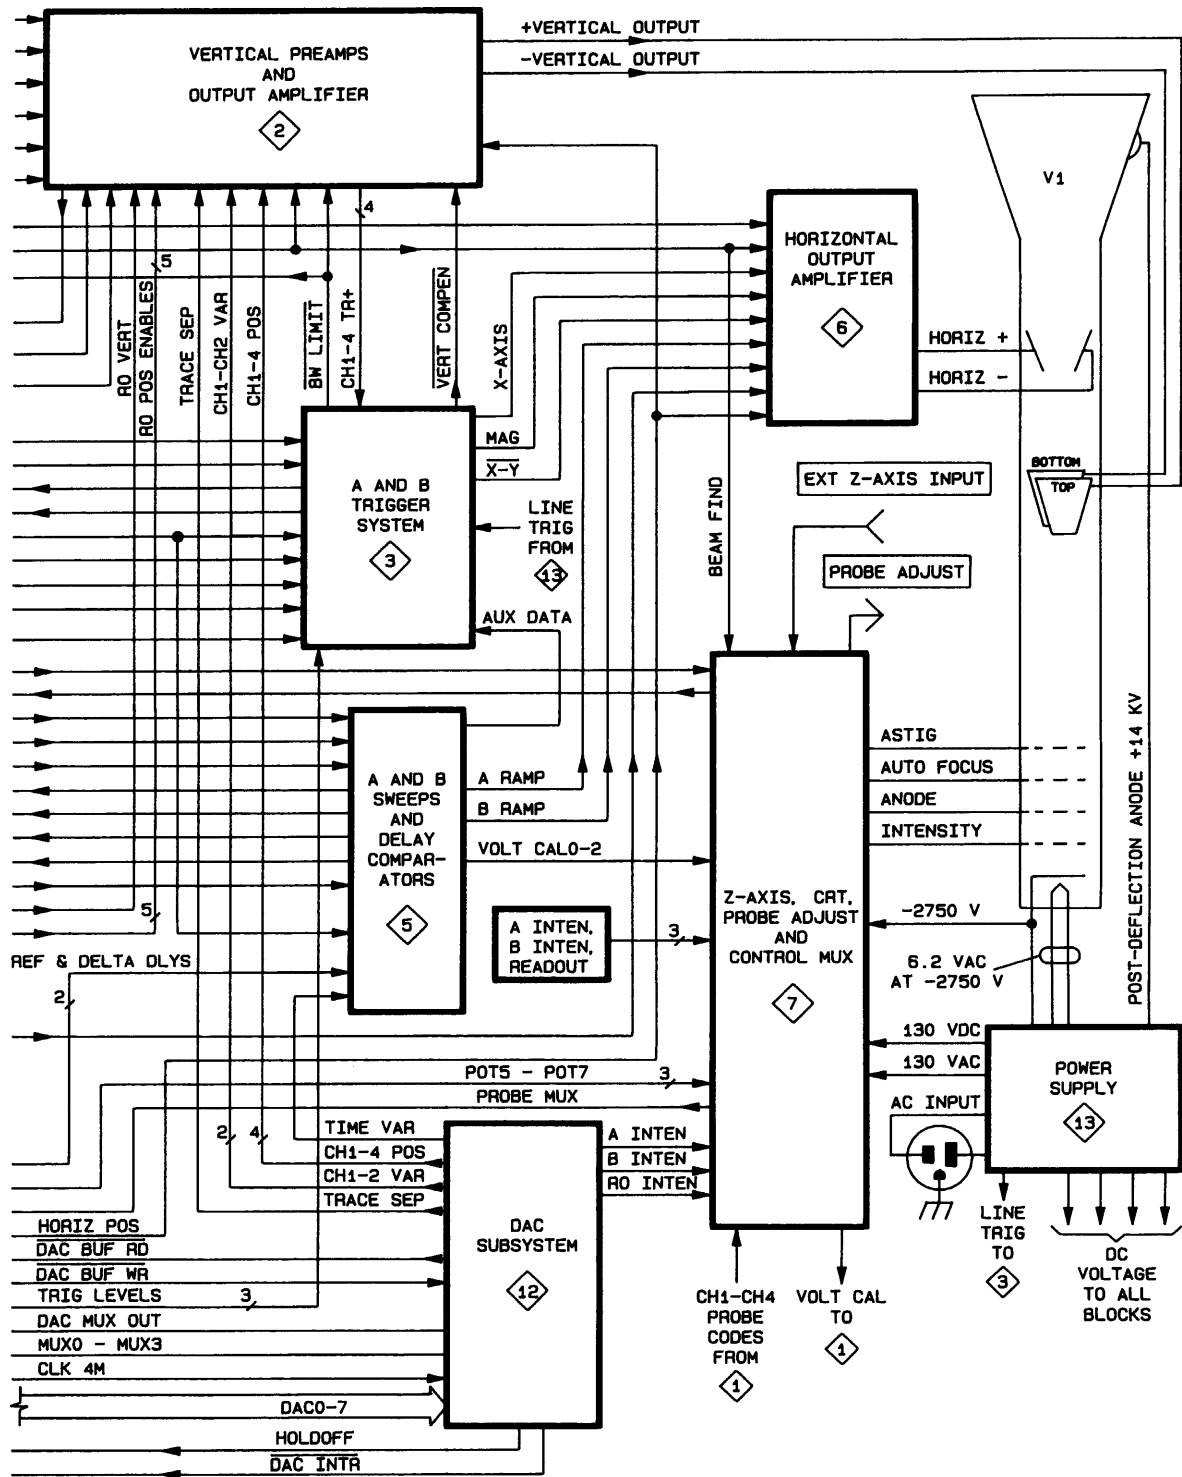 +VERTICAL OUTPUT
-VERTICAL OUTPUT
VERTICAL PREAMPS
AND
OUTPUT AMPLIFIER
2
V1
4
HORIZONTAL
OUTPUT
AMPLIFIER
6
5
RO VERT
RO POS ENABLES
TRACE SEP
CH1-CH2 VAR
CH1-4 POS
BW LIMIT
CH1-4 TR+
VERT COMPEN
X-AXIS
HORIZ +
HORIZ -
MAG
X-Y
A AND B
TRIGGER
SYSTEM
3
LINE
TRIG
FROM
13
AUX DATA
BEAM FIND
EXT Z-AXIS INPUT
PROBE ADJUST
BOTTOM
TOP
A AND B
SWEEPS
AND
DELAY
COMPAR-
ATORS
5
A RAMP
B RAMP
VOLT CAL0-2
ASTIG
AUTO FOCUS
ANODE
INTENSITY
POST-DEFLECTION ANODE +14 KV
5
A INTEN,
B INTEN,
READOUT
3
Z-AXIS, CRT,
PROBE ADJUST
AND
CONTROL MUX
7
-2750 V
6.2 VAC
AT -2750 V
REF & DELTA DLYS
2
130 VDC
130 VAC
AC INPUT
POWER
SUPPLY
13
POT5 - POT7
3
PROBE MUX
2
4
TIME VAR
CH1-4 POS
CH1-2 VAR
TRACE SEP
A INTEN
B INTEN
RO INTEN
HORIZ POS
DAC BUF RD
DAC BUF WR
TRIG LEVELS
3
DAC MUX OUT
MUX0 - MUX3
CLK 4M
DAC0-7
HOLDOFF
DAC INTR
DAC
SUBSYSTEM
12
CH1-CH4
PROBE
CODES
FROM
1
VOLT CAL
TO
1
LINE
TRIG
TO
3
DC
VOLTAGE
TO ALL
BLOCKS